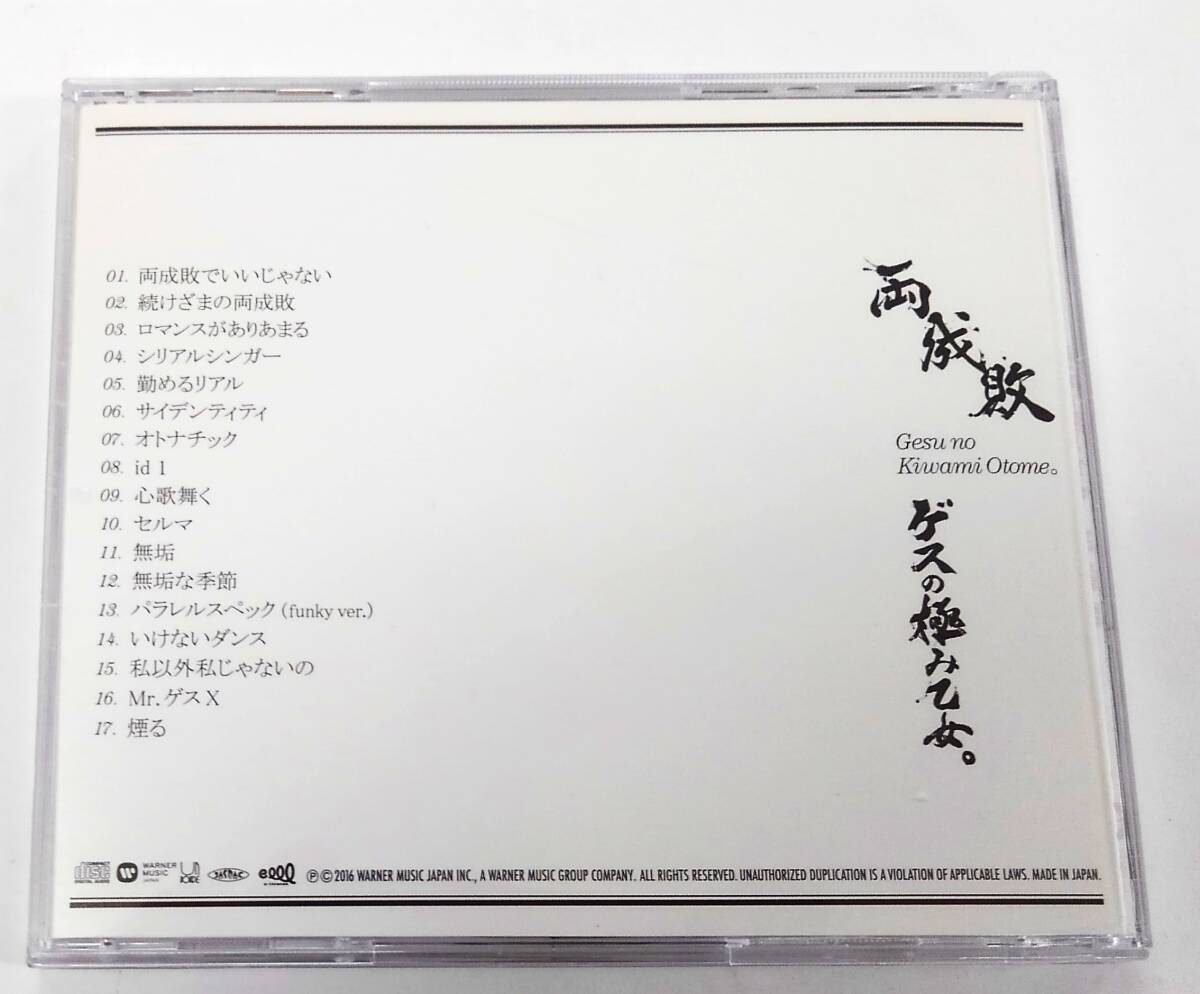 01. 両成敗でいいじゃない
02. 続けざまの両成敗
03. ロマンスがありあまる
04. シリアルシンガー
05. 勤めるリアル
06. サイデンティティ
07. オトナチック
08. id 1
09. 心歌舞く
10. セルマ
11. 無垢
12. 無垢な季節
13. パラレルスペック (funky ver.)
14. いけないダンス
15. 私以外私じゃないの
16. Mr.ゲスX
17. 煙る
両成敗
Gesu no
Kiwami Otome。
ゲスの極み乙女。
COMPACT disc DIGITAL AUDIO WARNER MUSIC JAPAN JASRAC ℗©2016 WARNER MUSIC JAPAN INC., A WARNER MUSIC GROUP COMPANY. ALL RIGHTS RESERVED. UNAUTHORIZED DUPLICATION IS A VIOLATION OF APPLICABLE LAWS. MADE IN JAPAN.